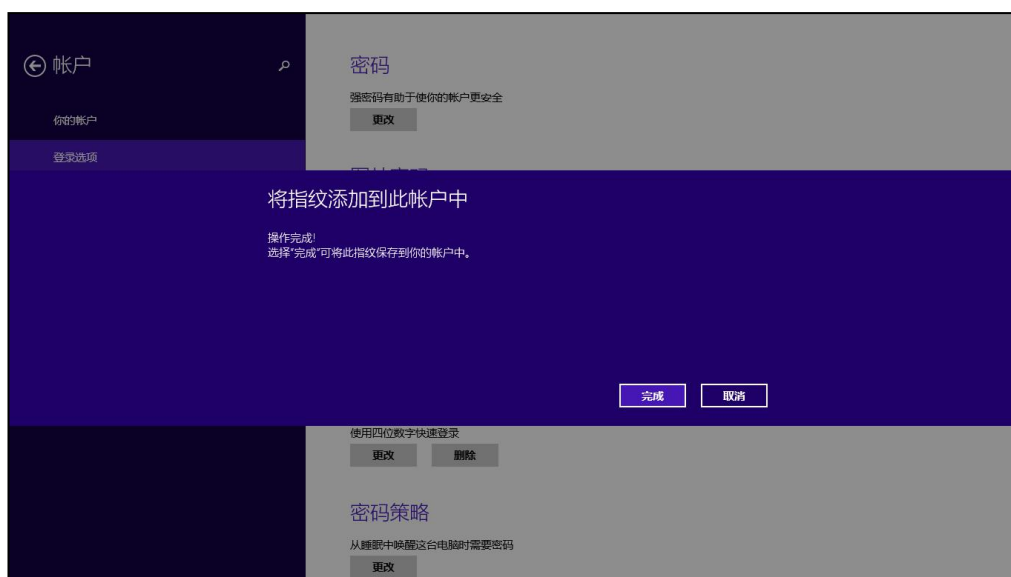 帐户
你的帐户
登录选项
密码
强密码有助于使你的帐户更安全
更改
将指纹添加到此帐户中
操作完成!
选择"完成"可将此指纹保存到你的帐户中。
完成
取消
使用四位数字快速登录
更改
删除
密码策略
从睡眠中唤醒这台电脑时需要密码
更改